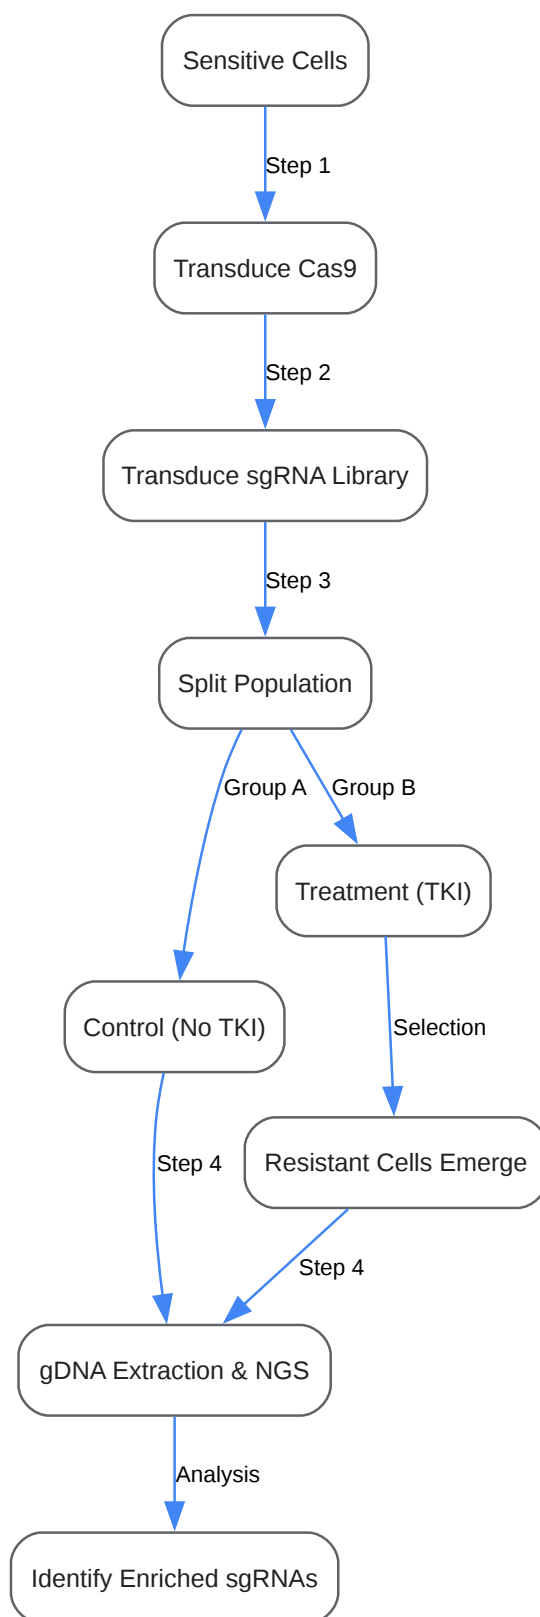 Sensitive Cells
Step 1
Transduce Cas9
Step 2
Transduce sgRNA Library
Step 3
Split Population
Group A
Group B
Treatment (TKI)
Control (No TKI)
Selection
Resistant Cells Emerge
Step 4
Step 4
gDNA Extraction & NGS
Analysis
Identify Enriched sgRNAs